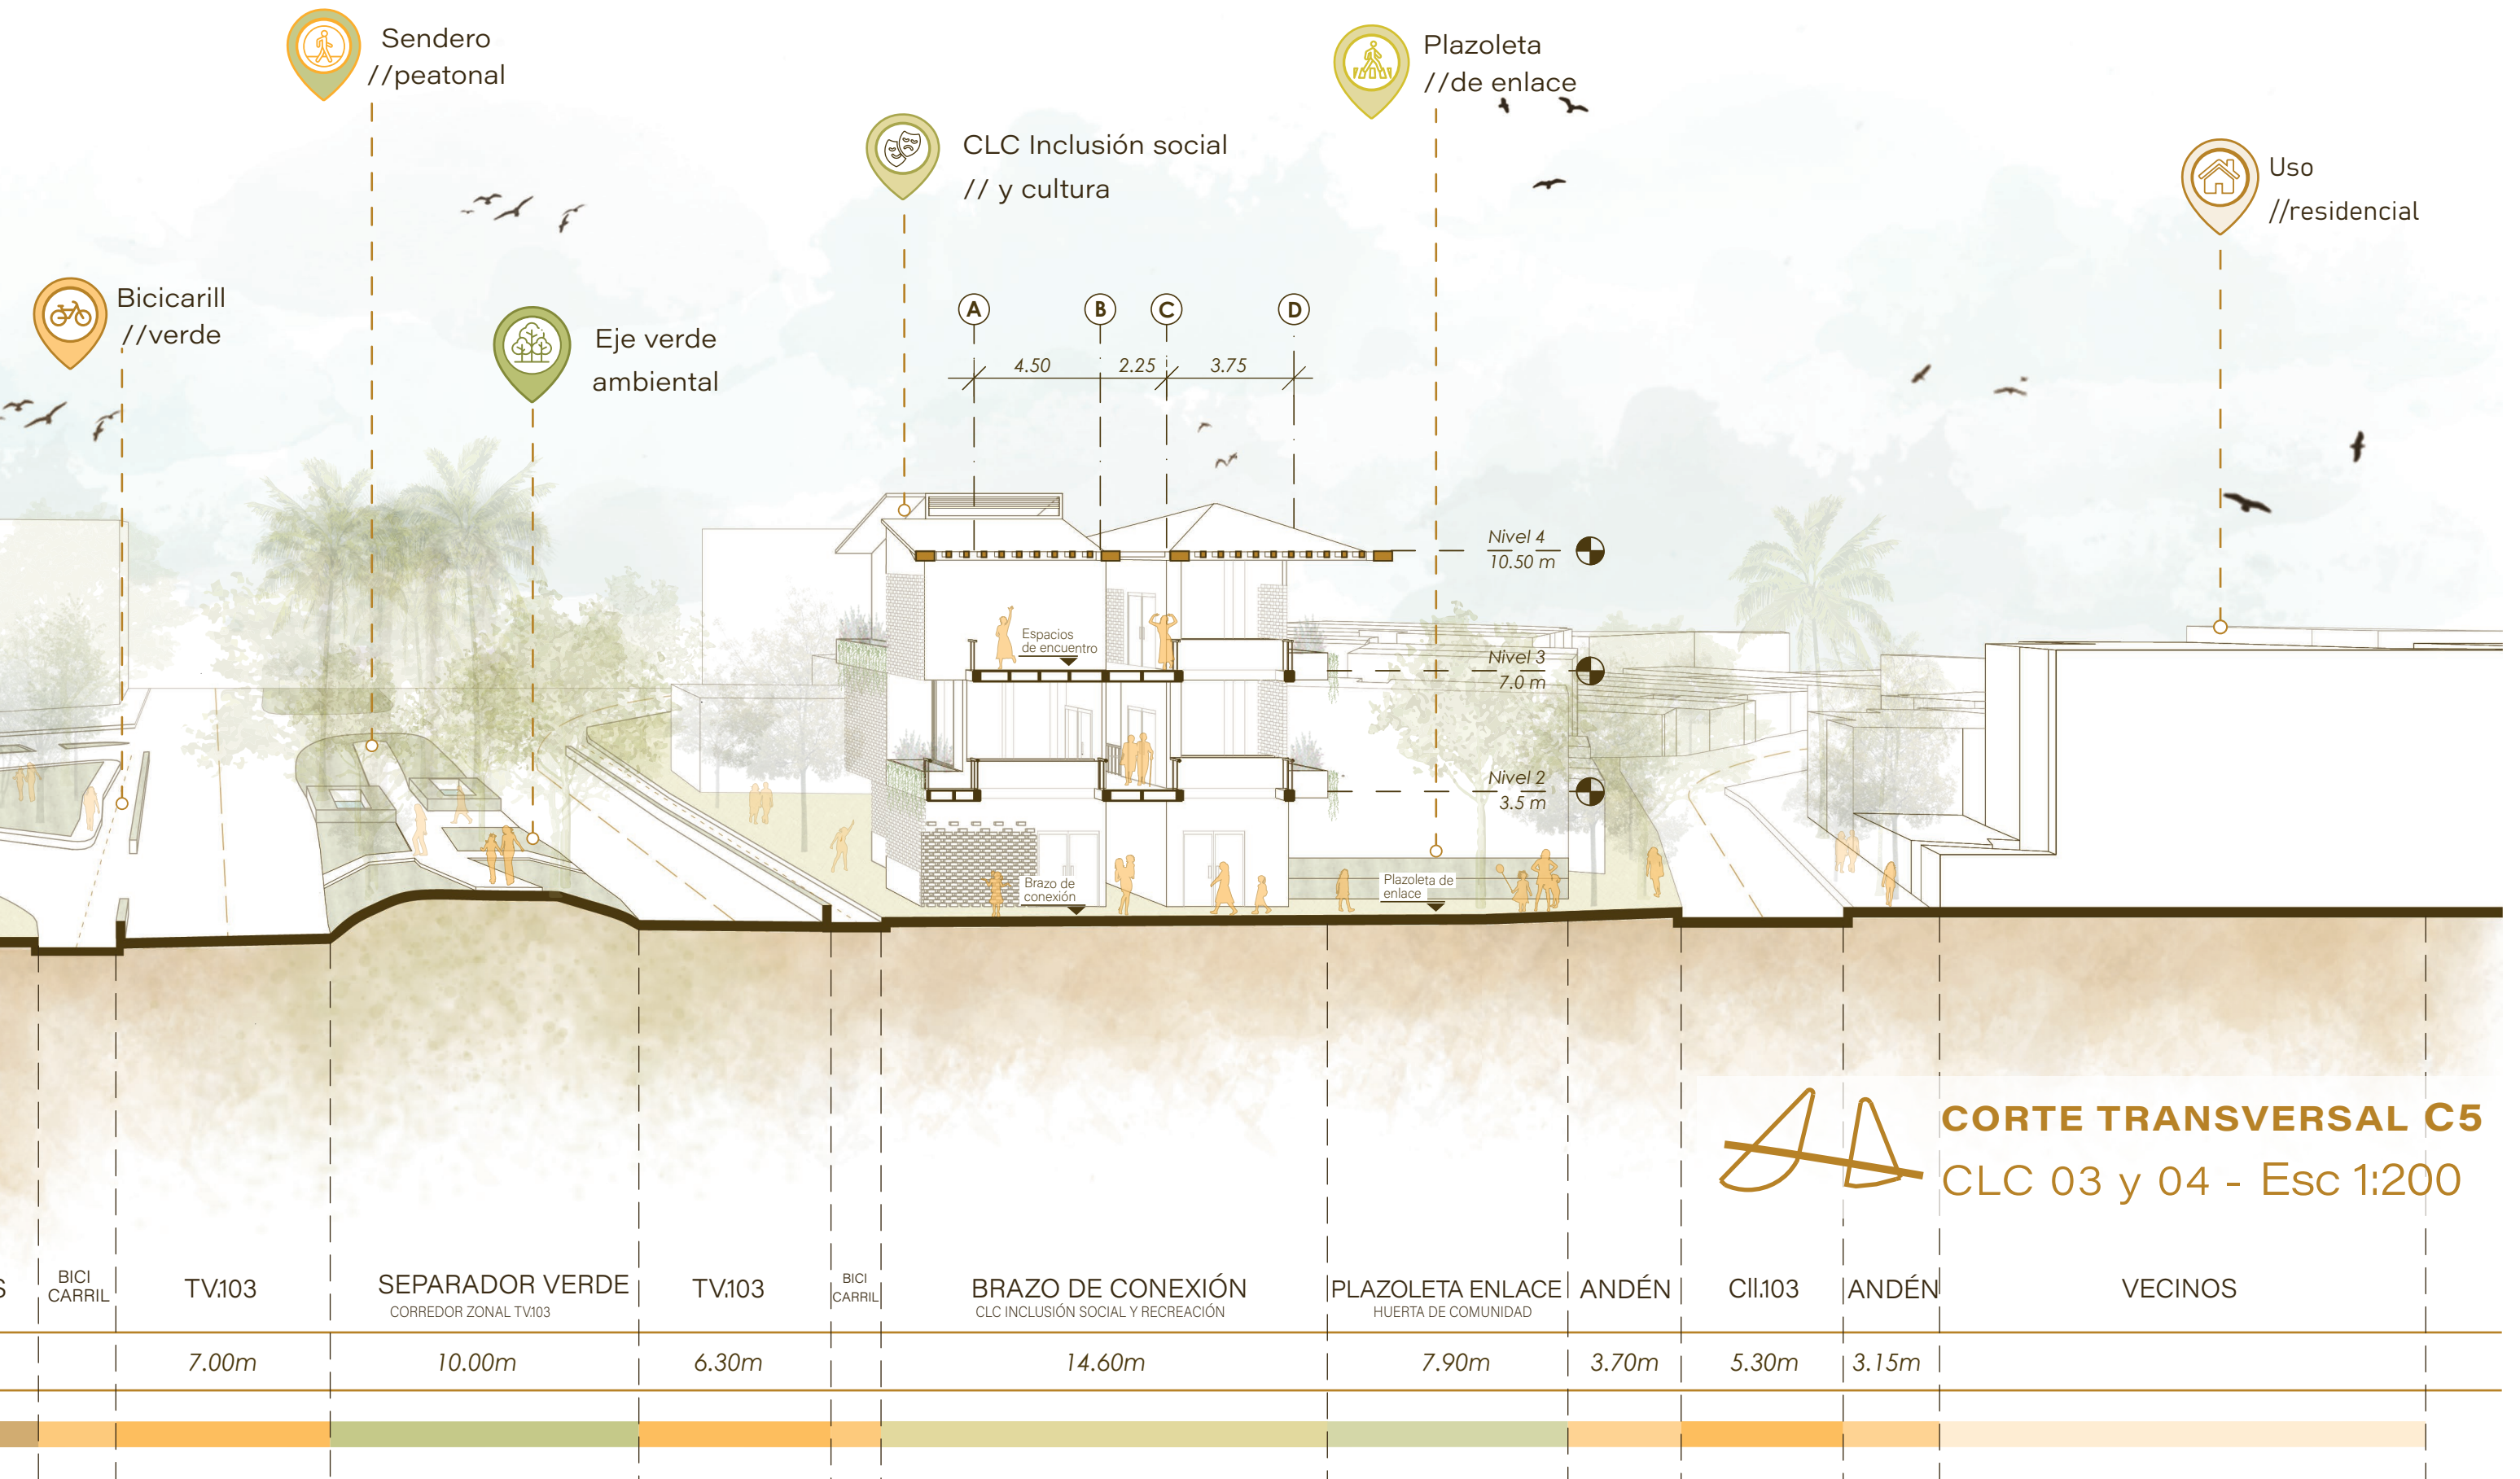 Sendero
//peatonal
Plazoleta
//de enlace
CLC Inclusión social
// y cultura
Uso
//residencial
Bicicarill
//verde
Eje verde
ambiental
A B C D
4.50 2.25 3.75
Nivel 4
10.50 m
Espacios
de encuentro
Nivel 3
7.0 m
Nivel 2
3.5 m
Brazo de
conexión
Plazoleta de
enlace
CORTE TRANSVERSAL C5
CLC 03 y 04 - Esc 1:200
S
BICI
CARRIL
TV.103
SEPARADOR VERDE
CORREDOR ZONAL TV.103
TV.103
BICI
CARRIL
BRAZO DE CONEXIÓN
CLC INCLUSIÓN SOCIAL Y RECREACIÓN
PLAZOLETA ENLACE
HUERTA DE COMUNIDAD
ANDÉN
Cll.103
ANDÉN
VECINOS
7.00m 10.00m 6.30m 14.60m 7.90m 3.70m 5.30m 3.15m